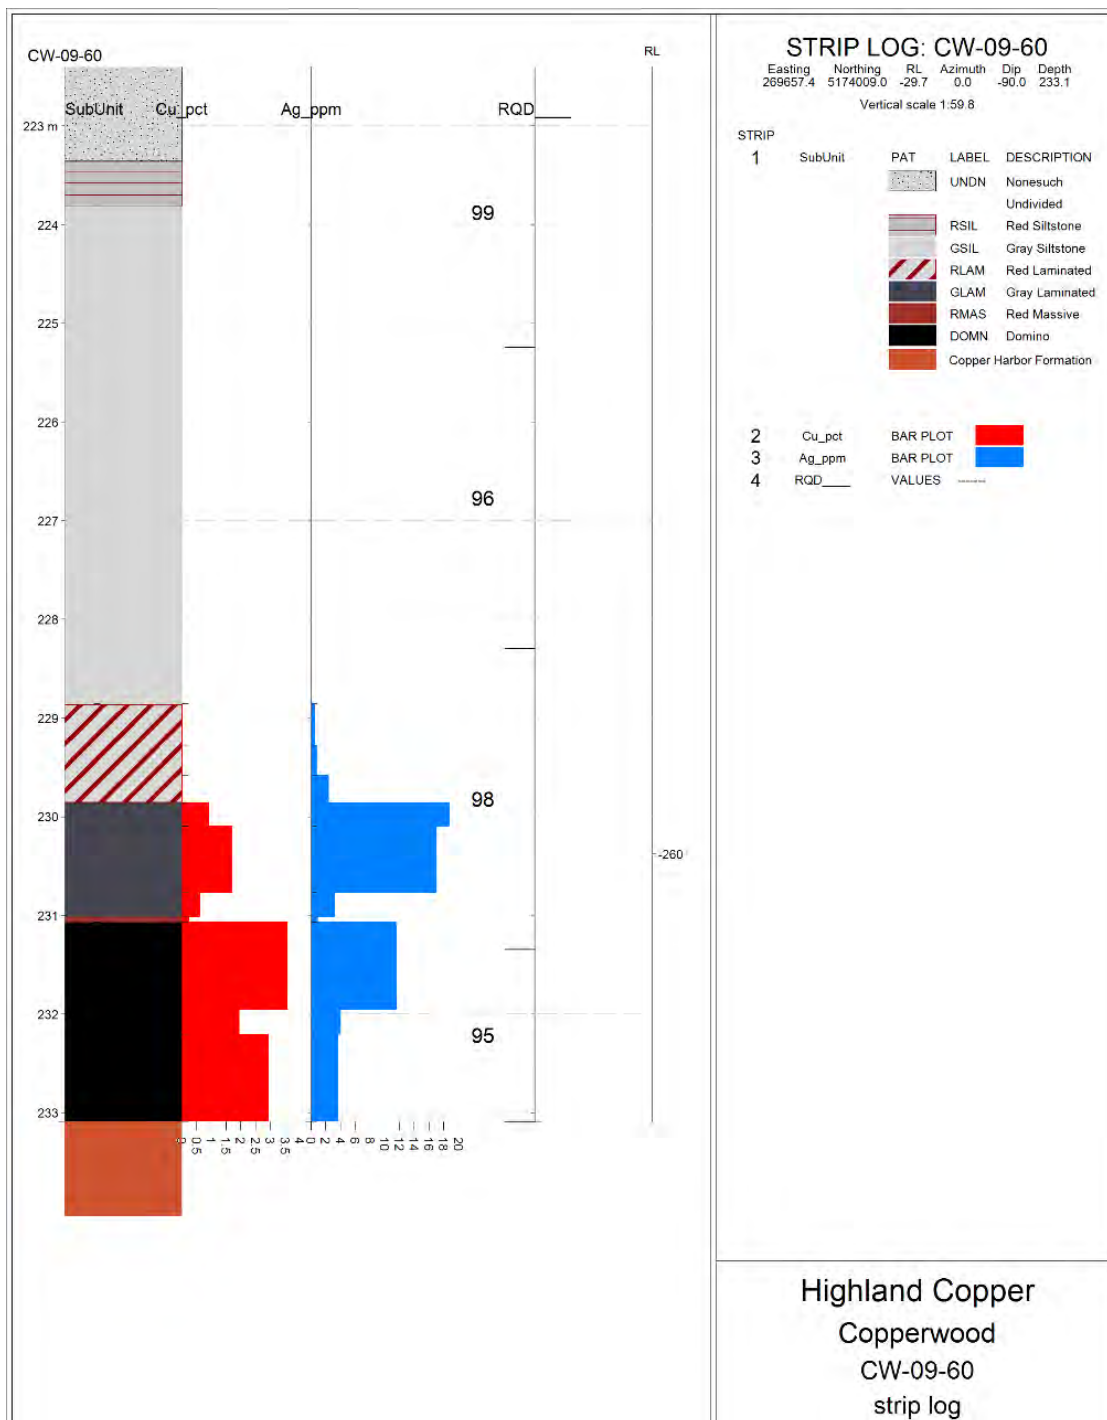 CW-09-60
RL
SubUnit Cu_pct Ag_ppm RQD____
223 m
224
225
226
227
228
229
230
231
232
233
99
96
98
95
-260
0 0.5 1 1.5 2 2.5 3 3.5 4
0 2 4 6 8 10 12 14 16 18 20
STRIP LOG: CW-09-60
Easting Northing RL Azimuth Dip Depth
269657.4 5174009.0 -29.7 0.0 -90.0 233.1
Vertical scale 1:59.8
STRIP
1 SubUnit PAT LABEL DESCRIPTION
UNDN Nonesuch
Undivided
RSIL Red Siltstone
GSIL Gray Siltstone
RLAM Red Laminated
GLAM Gray Laminated
RMAS Red Massive
DOMN Domino
Copper Harbor Formation
2 Cu_pct BAR PLOT
3 Ag_ppm BAR PLOT
4 RQD____ VALUES
Highland Copper
Copperwood
CW-09-60
strip log